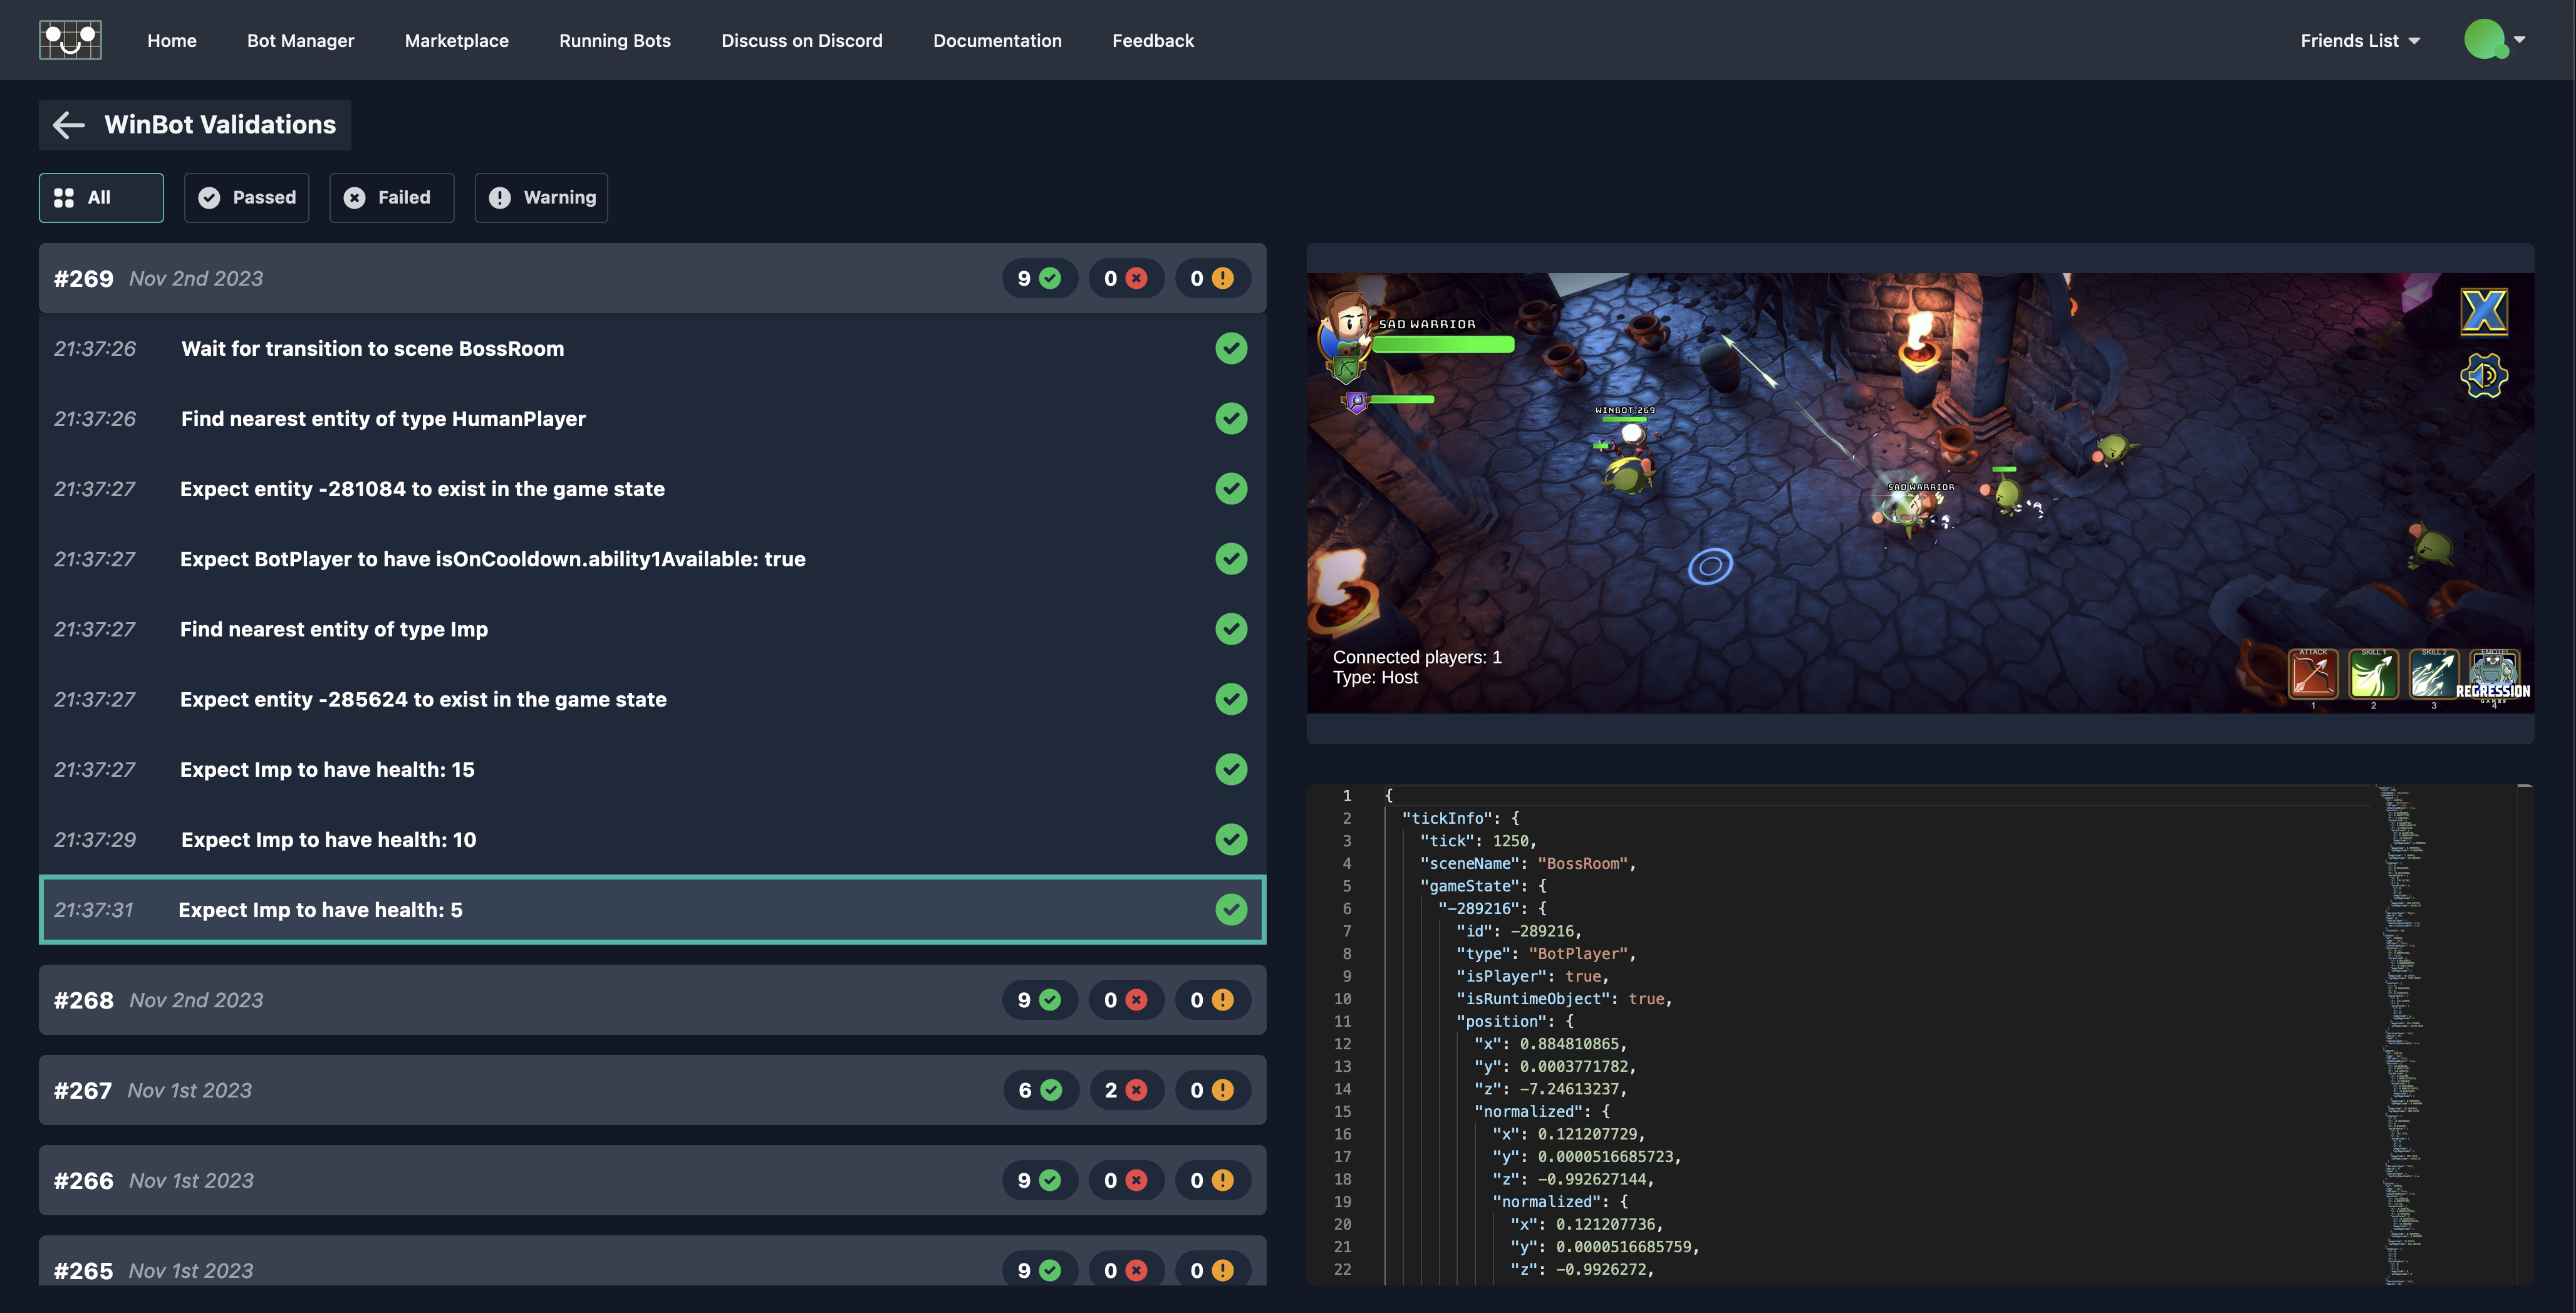 Home Bot Manager Marketplace Running Bots Discuss on Discord Documentation Feedback Friends List
WinBot Validations
All Passed Failed Warning
#269 Nov 2nd 2023 9 0 0
21:37:26 Wait for transition to scene BossRoom
21:37:26 Find nearest entity of type HumanPlayer
21:37:27 Expect entity -281084 to exist in the game state
21:37:27 Expect BotPlayer to have isOnCooldown.ability1Available: true
21:37:27 Find nearest entity of type Imp
21:37:27 Expect entity -285624 to exist in the game state
21:37:27 Expect Imp to have health: 15
21:37:29 Expect Imp to have health: 10
21:37:31 Expect Imp to have health: 5
#268 Nov 2nd 2023 9 0 0
#267 Nov 1st 2023 6 2 0
#266 Nov 1st 2023 9 0 0
#265 Nov 1st 2023 9 0 0
SAD WARRIOR
WINBOT-269
SAD WARRIOR
Connected players: 1
Type: Host
ATTACK SKILL 1 SKILL 2 EMOTE
REGRESSION
GAMES
1 2 3 4
1 {
2 "tickInfo": {
3 "tick": 1250,
4 "sceneName": "BossRoom",
5 "gameState": {
6 "-289216": {
7 "id": -289216,
8 "type": "BotPlayer",
9 "isPlayer": true,
10 "isRuntimeObject": true,
11 "position": {
12 "x": 0.884810865,
13 "y": 0.0003771782,
14 "z": -7.24613237,
15 "normalized": {
16 "x": 0.121207729,
17 "y": 0.0000516685723,
18 "z": -0.992627144,
19 "normalized": {
20 "x": 0.121207736,
21 "y": 0.0000516685759,
22 "z": -0.9926272,